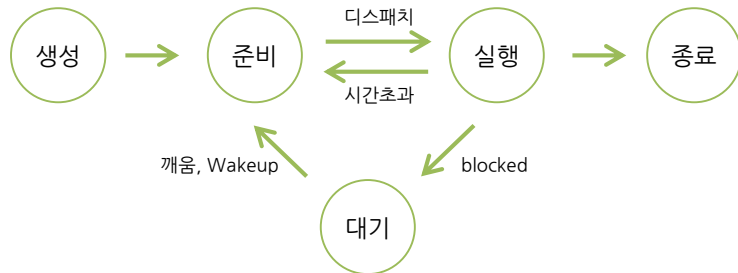 디스패치
생성
준비
실행
종료
시간초과
깨움, Wakeup
blocked
대기